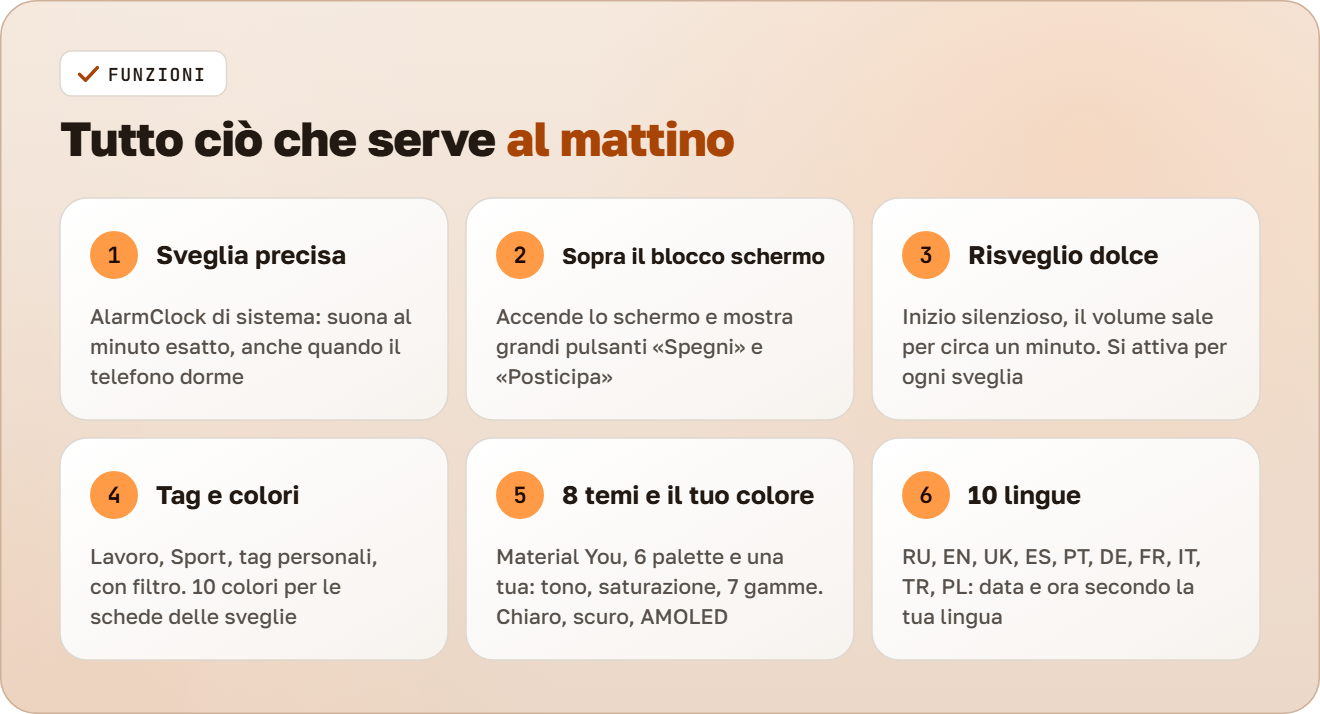 FUNZIONI
Tutto ciò che serve al mattino
1
Sveglia precisa
AlarmClock di sistema: suona al
minuto esatto, anche quando il
telefono dorme
2
Sopra il blocco schermo
Accende lo schermo e mostra
grandi pulsanti «Spegni» e
«Posticipa»
3
Risveglio dolce
Inizio silenzioso, il volume sale
per circa un minuto. Si attiva per
ogni sveglia
4
Tag e colori
Lavoro, Sport, tag personali,
con filtro. 10 colori per le
schede delle sveglie
5
8 temi e il tuo colore
Material You, 6 palette e una
tua: tono, saturazione, 7 gamme.
Chiaro, scuro, AMOLED
6
10 lingue
RU, EN, UK, ES, PT, DE, FR, IT,
TR, PL: data e ora secondo la
tua lingua